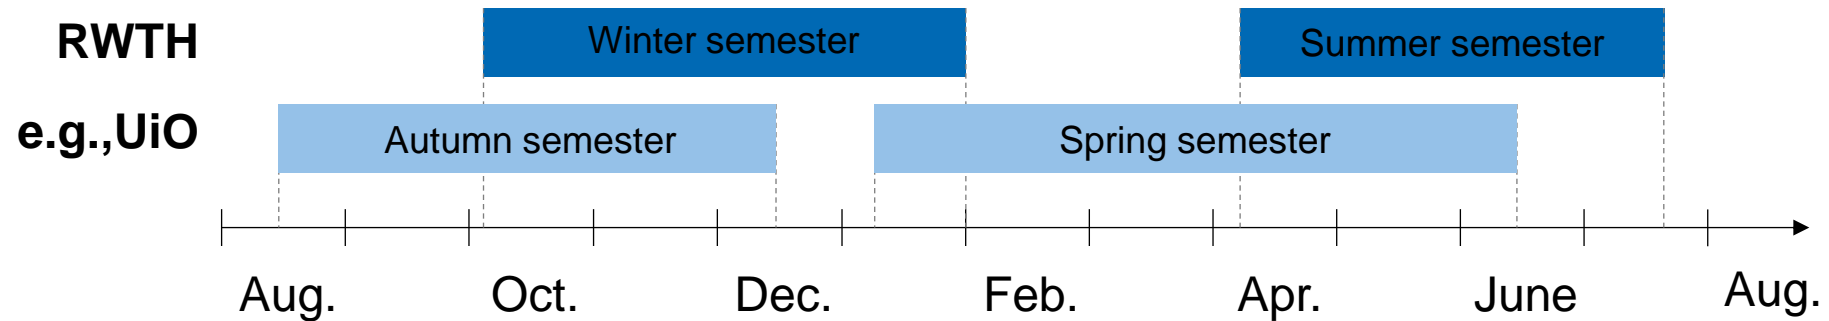 RWTH
Winter semester
Summer semester
e.g.,UiO
Autumn semester
Spring semester
Aug.
Oct.
Dec.
Feb.
Apr.
June
Aug.